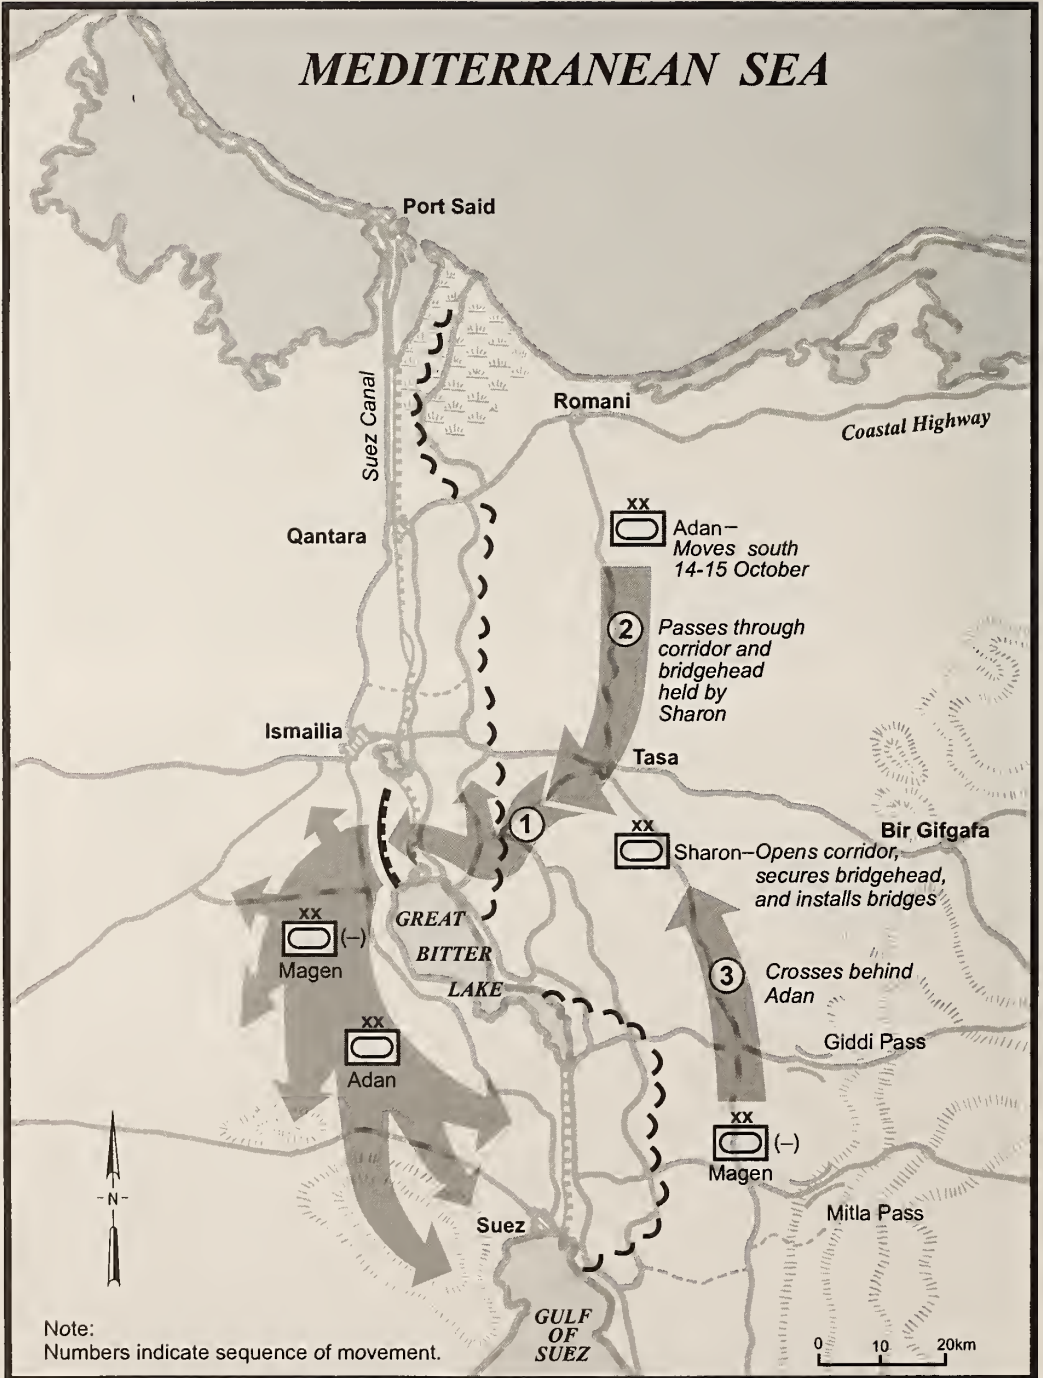 MEDITERRANEAN SEA
Port Said
Suez Canal
Romani
Coastal Highway
Qantara
XX
Adan–
Moves south
14-15 October
2
Passes through
corridor and
bridgehead
held by
Sharon
Ismailia
Tasa
1
XX
Bir Gifgafa
Sharon–Opens corridor,
secures bridgehead,
and installs bridges
XX
(–)
Magen
GREAT
BITTER
LAKE
3
Crosses behind
Adan
XX
Adan
Giddi Pass
XX
(–)
Magen
-N-
Suez
Mitla Pass
GULF
OF
SUEZ
Note:
Numbers indicate sequence of movement.
0 10 20km